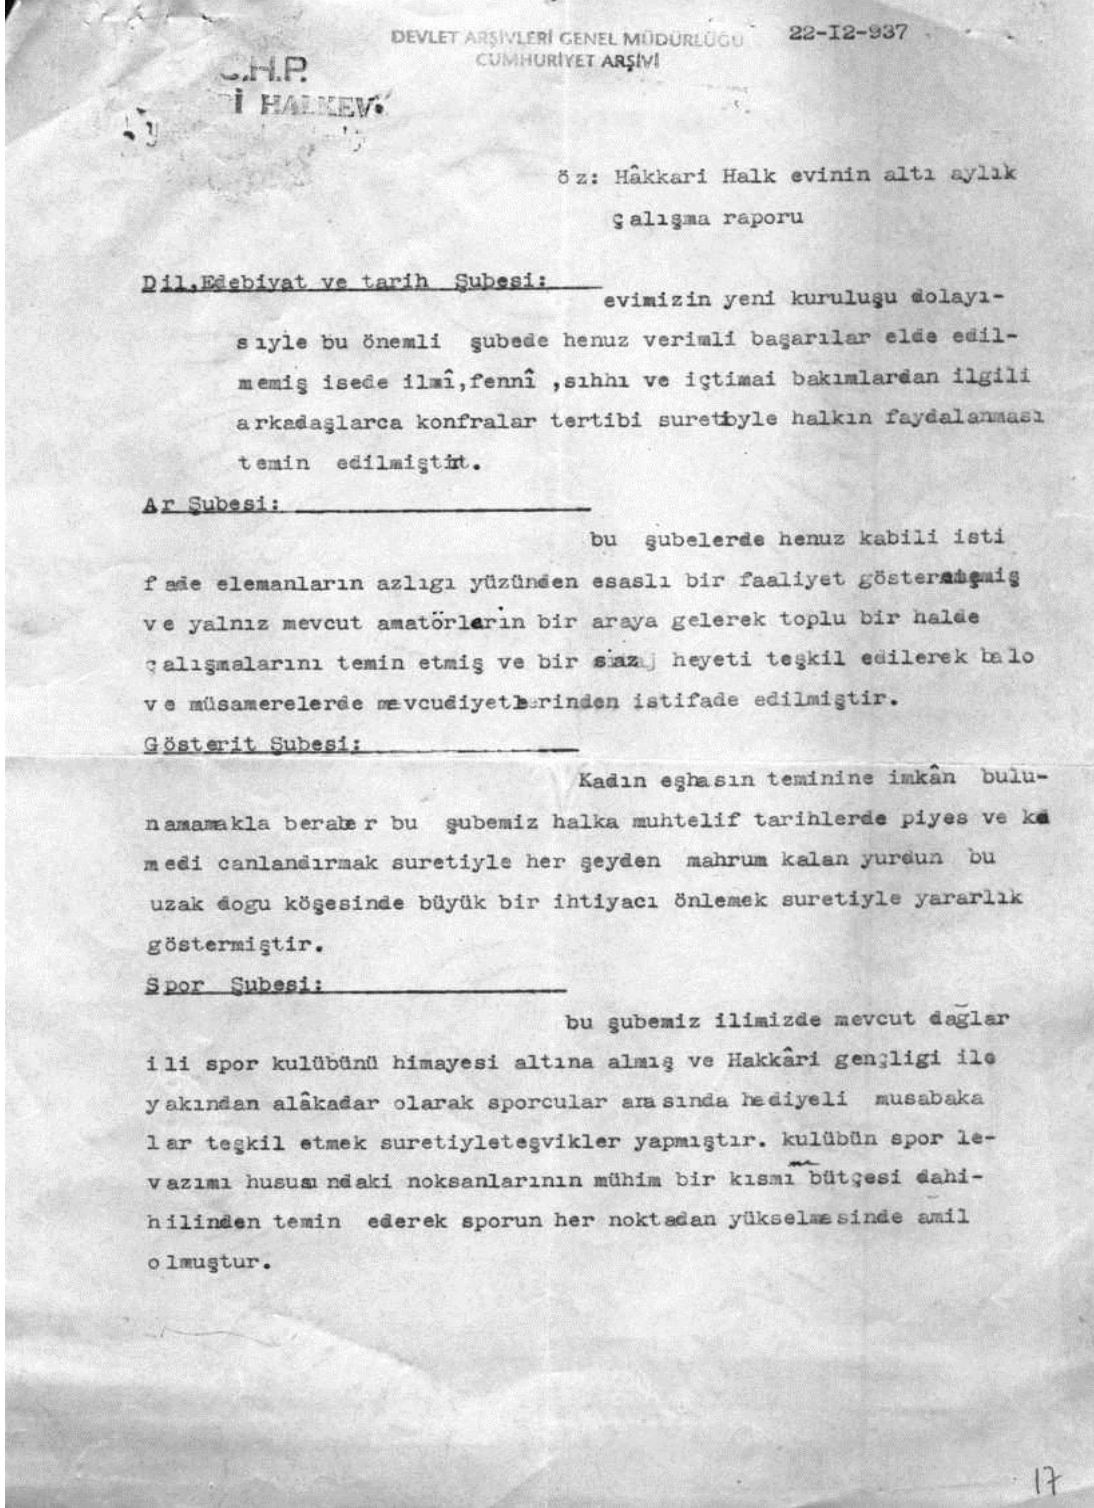 DEVLET ARŞİVLERİ GENEL MÜDÜRLÜĞÜ
CUMHURİYET ARŞİVİ
22-I2-937
C.H.P.
HALKEVİ
öz: Hâkkari Halk evinin altı aylık
çalışma raporu
Dil,Edebiyat ve tarih Şubesi:
evimizin yeni kuruluşu dolayı-
sıyle bu önemli şubede henuz verimli başarılar elde edil-
memiş isede ilmî,fennî ,sıhhı ve içtimai bakımlardan ilgili
arkadaşlarca konfralar tertibi suretiyle halkın faydalanması
temin edilmiştir.
Ar Şubesi:
bu şubelerde henuz kabili isti
fade elemanların azlıgı yüzünden esaslı bir faaliyet göstermemiş
ve yalnız mevcut amatörlerin bir araya gelerek toplu bir halde
çalışmalarını temin etmiş ve bir heyeti teşkil edilerek balo
ve müsamerelerde mevcudiyetlerinden istifade edilmiştir.
Gösterit Şubesi:
Kadın eşhasın teminine imkân bulu-
namamakla beraber bu şubemiz halka muhtelif tarihlerde piyes ve ko
medi canlandırmak suretiyle her şeyden mahrum kalan yurdun bu
uzak dogu köşesinde büyük bir ihtiyacı önlemek suretiyle yararlık
göstermiştir.
Spor Şubesi:
bu şubemiz ilimizde mevcut dağlar
ili spor kulübünü himayesi altına almış ve Hakkâri gençligi ile
yakından alâkadar olarak sporcular arasında hediyeli musabaka
lar teşkil etmek suretiyleteşvikler yapmıştır. kulübün spor le-
vazımı hususundaki noksanlarının mühim bir kısmı bütçesi dahi-
hilinden temin ederek sporun her noktadan yükselmesinde amil
olmuştur.
17